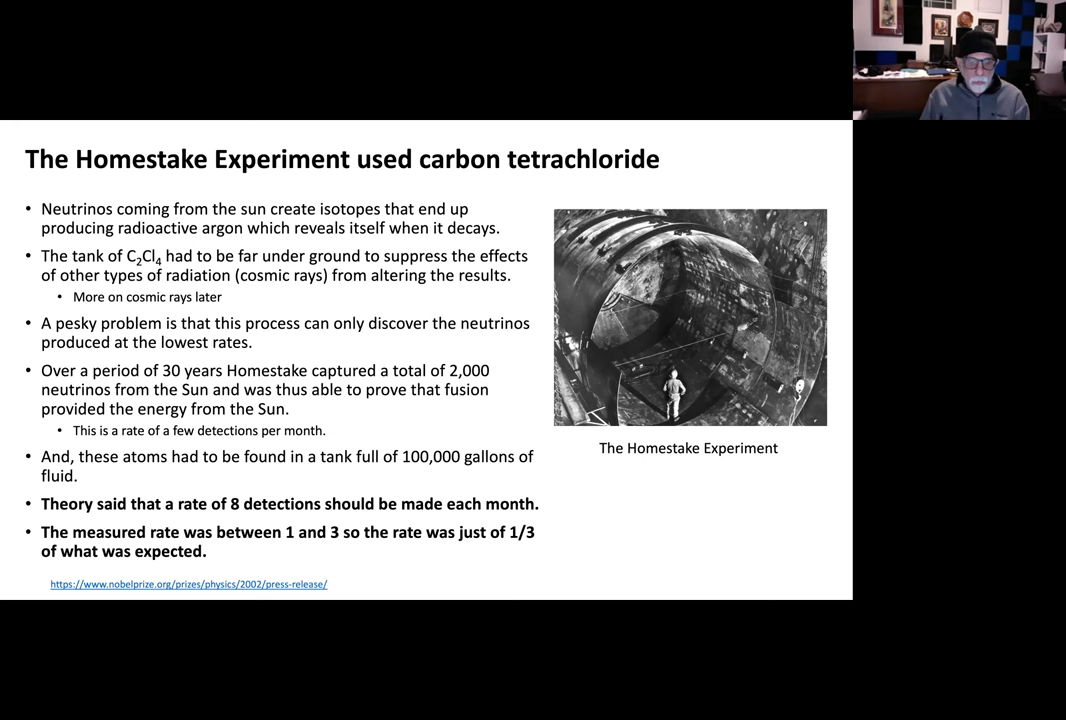 The Homestake Experiment used carbon tetrachloride
• Neutrinos coming from the sun create isotopes that end up
producing radioactive argon which reveals itself when it decays.
• The tank of C₂Cl₄ had to be far under ground to suppress the effects
of other types of radiation (cosmic rays) from altering the results.
• More on cosmic rays later
• A pesky problem is that this process can only discover the neutrinos
produced at the lowest rates.
• Over a period of 30 years Homestake captured a total of 2,000
neutrinos from the Sun and was thus able to prove that fusion
provided the energy from the Sun.
• This is a rate of a few detections per month.
• And, these atoms had to be found in a tank full of 100,000 gallons of
fluid.
• Theory said that a rate of 8 detections should be made each month.
• The measured rate was between 1 and 3 so the rate was just of 1/3
of what was expected.
https://www.nobelprize.org/prizes/physics/2002/press-release/
The Homestake Experiment